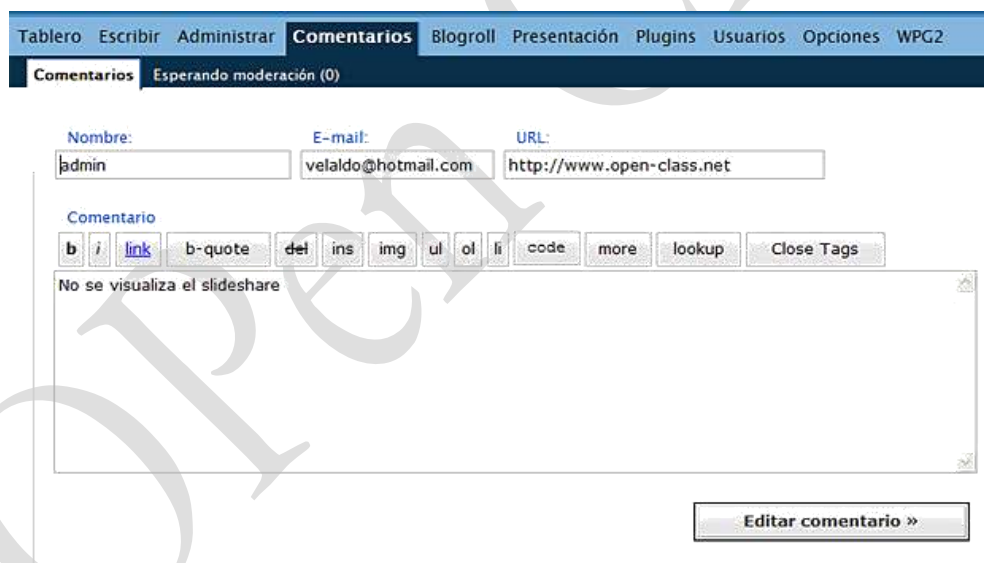 Tablero Escribir Administrar Comentarios Blogroll Presentación Plugins Usuarios Opciones WPG2
Comentarios Esperando moderación (0)
Nombre: E-mail: URL:
admin velaldo@hotmail.com http://www.open-class.net
Comentario
b i link b-quote del ins img ul ol li code more lookup Close Tags
No se visualiza el slideshare
Editar comentario »
Open